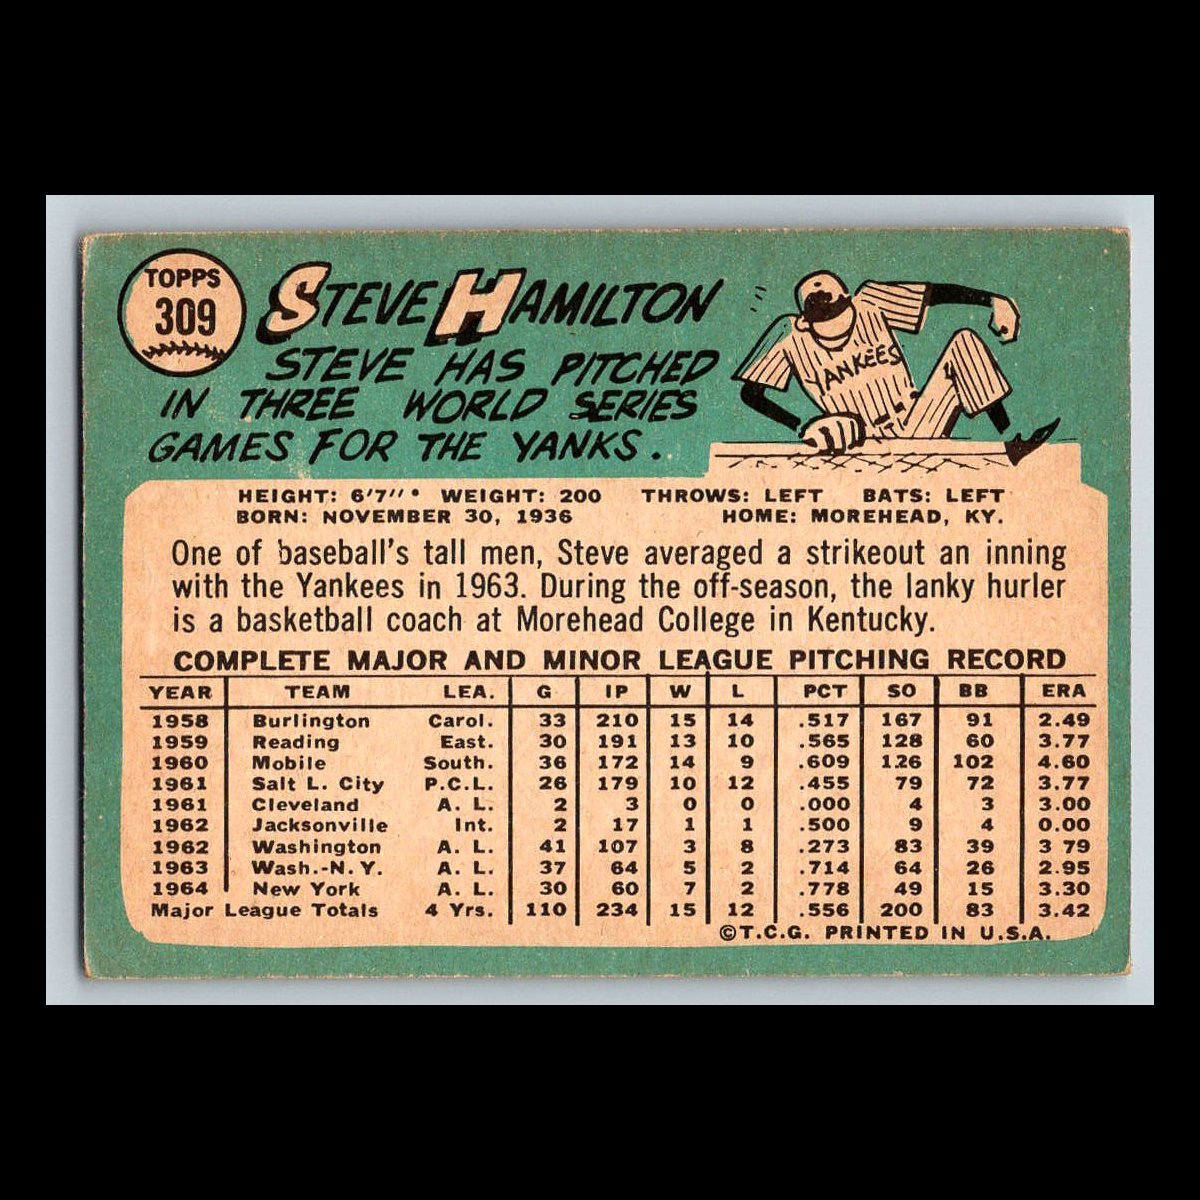 TOPPS
309
STEVE HAMILTON
STEVE HAS PITCHED
IN THREE WORLD SERIES
GAMES FOR THE YANKS.
YANKEES
HEIGHT: 6'7" • WEIGHT: 200 THROWS: LEFT BATS: LEFT
BORN: NOVEMBER 30, 1936 HOME: MOREHEAD, KY.
One of baseball's tall men, Steve averaged a strikeout an inning
with the Yankees in 1963. During the off-season, the lanky hurler
is a basketball coach at Morehead College in Kentucky.
COMPLETE MAJOR AND MINOR LEAGUE PITCHING RECORD
YEAR TEAM LEA. G IP W L PCT SO BB ERA
1958 Burlington Carol. 33 210 15 14 .517 167 91 2.49
1959 Reading East. 30 191 13 10 .565 128 60 3.77
1960 Mobile South. 36 172 14 9 .609 126 102 4.60
1961 Salt L. City P.C.L. 26 179 10 12 .455 79 72 3.77
1961 Cleveland A. L. 2 3 0 0 .000 4 3 3.00
1962 Jacksonville Int. 2 17 1 1 .500 9 4 0.00
1962 Washington A. L. 41 107 3 8 .273 83 39 3 79
1963 Wash.-N. Y. A. L. 37 64 5 2 .714 64 26 2.95
1964 New York A. L. 30 60 7 2 .778 49 15 3.30
Major League Totals 4 Yrs. 110 234 15 12 .556 200 83 3.42
©T.C.G. PRINTED IN U.S.A.